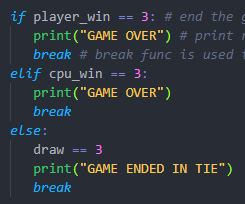 if player_win == 3: # end the
print("GAME OVER") # print
break # break func is used
elif cpu_win == 3:
print("GAME OVER")
break
else:
draw == 3
print("GAME ENDED IN TIE")
break